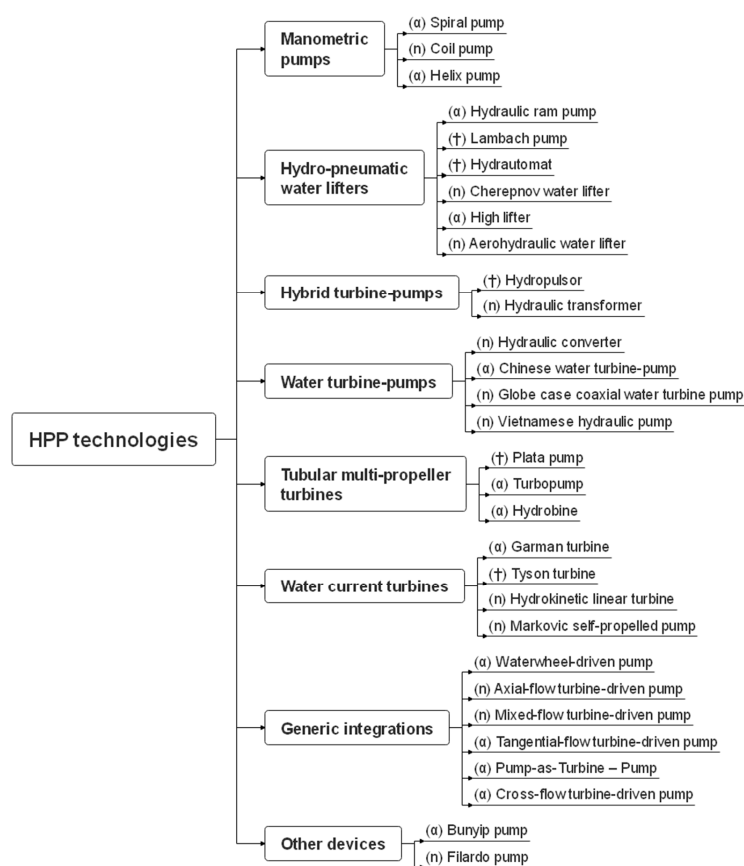 HPP technologies
Manometric
pumps
(α) Spiral pump
(n) Coil pump
(α) Helix pump
Hydro-pneumatic
water lifters
(α) Hydraulic ram pump
(†) Lambach pump
(†) Hydrautomat
(n) Cherepnov water lifter
(α) High lifter
(n) Aerohydraulic water lifter
Hybrid turbine-pumps
(†) Hydropulsor
(n) Hydraulic transformer
Water turbine-pumps
(n) Hydraulic converter
(α) Chinese water turbine-pump
(n) Globe case coaxial water turbine pump
(n) Vietnamese hydraulic pump
Tubular multi-propeller
turbines
(†) Plata pump
(α) Turbopump
(α) Hydrobine
Water current turbines
(α) Garman turbine
(†) Tyson turbine
(n) Hydrokinetic linear turbine
(n) Markovic self-propelled pump
Generic integrations
(α) Waterwheel-driven pump
(n) Axial-flow turbine-driven pump
(n) Mixed-flow turbine-driven pump
(α) Tangential-flow turbine-driven pump
(α) Pump-as-Turbine – Pump
(α) Cross-flow turbine-driven pump
Other devices
(α) Bunyip pump
(n) Filardo pump